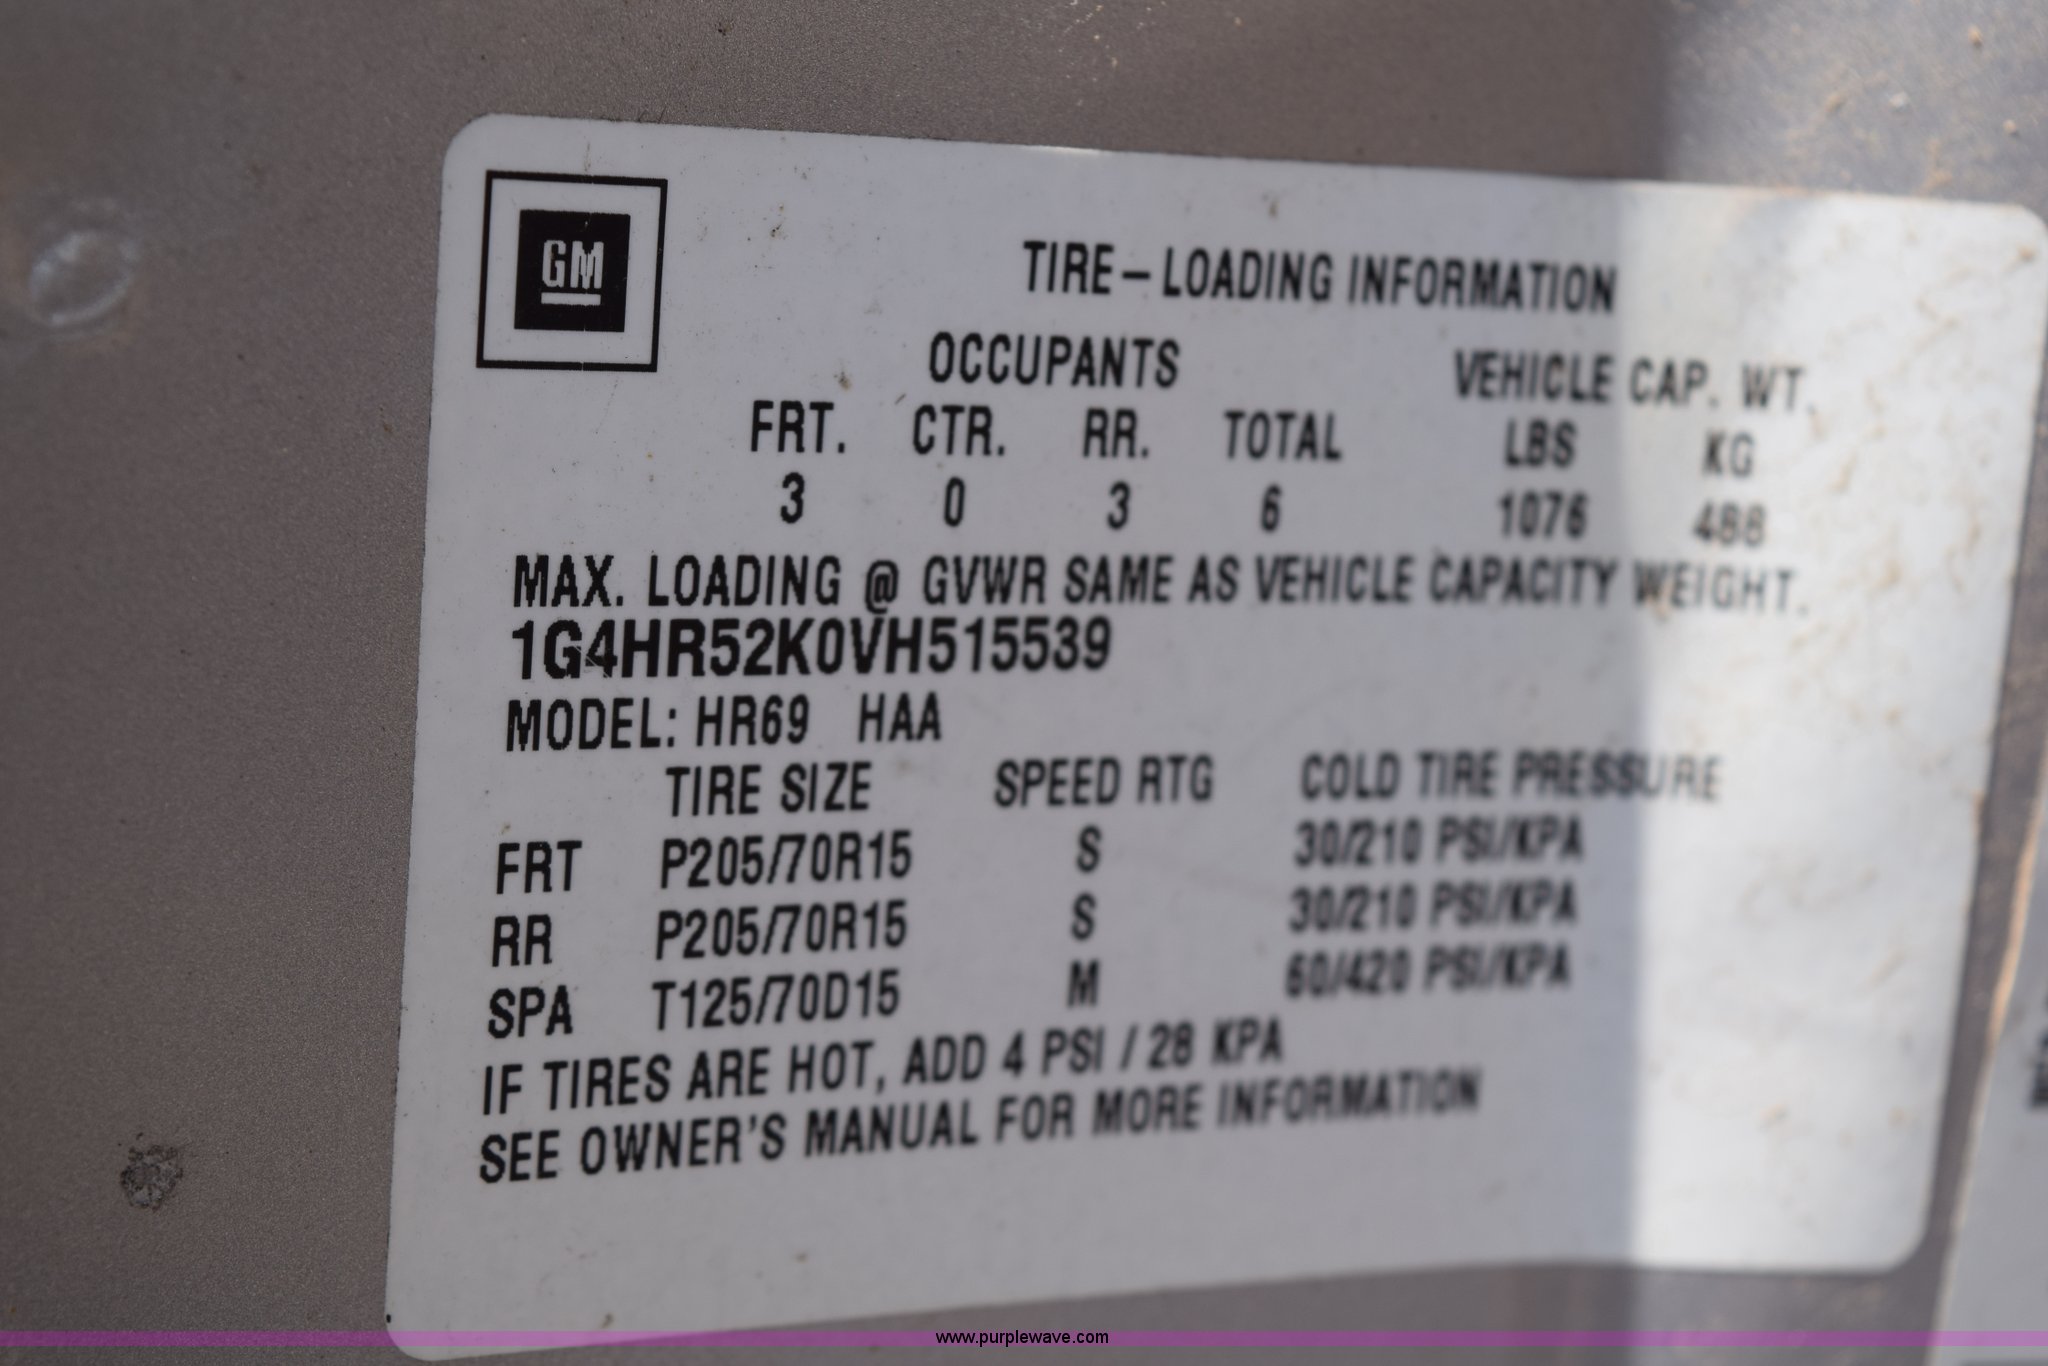 GM
TIRE – LOADING INFORMATION
OCCUPANTS VEHICLE CAP. WT.
FRT. CTR. RR. TOTAL LBS KG
3 0 3 6 1076 488
MAX. LOADING @ GVWR SAME AS VEHICLE CAPACITY WEIGHT.
1G4HR52K0VH515539
MODEL: HR69 HAA
TIRE SIZE SPEED RTG COLD TIRE PRESSURE
FRT P205/70R15 S 30/210 PSI/KPA
RR P205/70R15 S 30/210 PSI/KPA
SPA T125/70D15 M 60/420 PSI/KPA
IF TIRES ARE HOT, ADD 4 PSI / 28 KPA
SEE OWNER'S MANUAL FOR MORE INFORMATION
www.purplewave.com